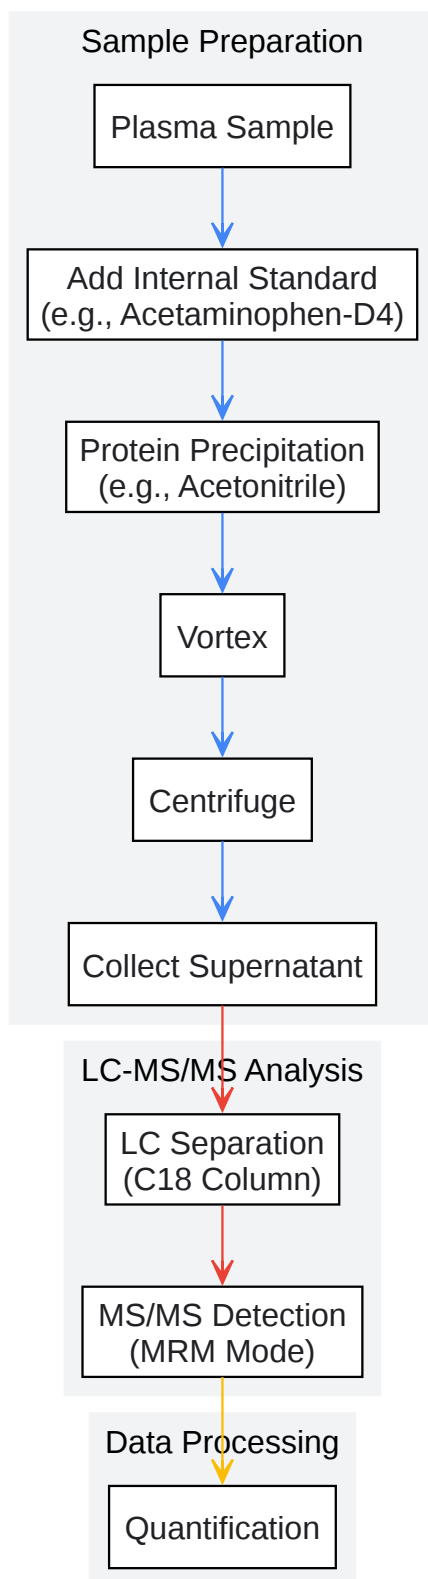 Sample Preparation
Plasma Sample
Add Internal Standard
(e.g., Acetaminophen-D4)
Protein Precipitation
(e.g., Acetonitrile)
Vortex
Centrifuge
Collect Supernatant
LC-MS/MS Analysis
LC Separation
(C18 Column)
MS/MS Detection
(MRM Mode)
Data Processing
Quantification